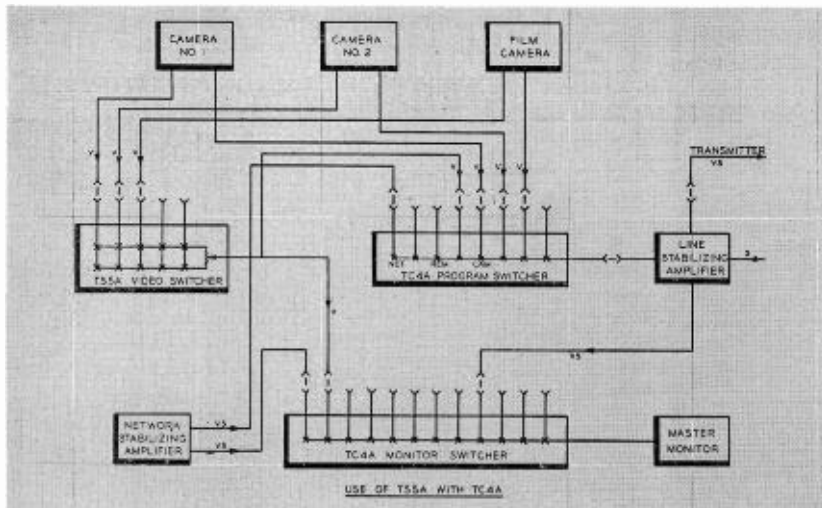 CAMERA
NO. 1
CAMERA
NO. 2
FILM
CAMERA
V
V
V
V
V
V
V
TRANSMITTER
VS
NET
CAM
TS5A VIDEO SWITCHER
TC4A PROGRAM SWITCHER
LINE
STABILIZING
AMPLIFIER
S
V
VS
NETWORK
STABILIZING
AMPLIFIER
VS
VS
TC4A MONITOR SWITCHER
MASTER
MONITOR
USE OF TS5A WITH TC4A